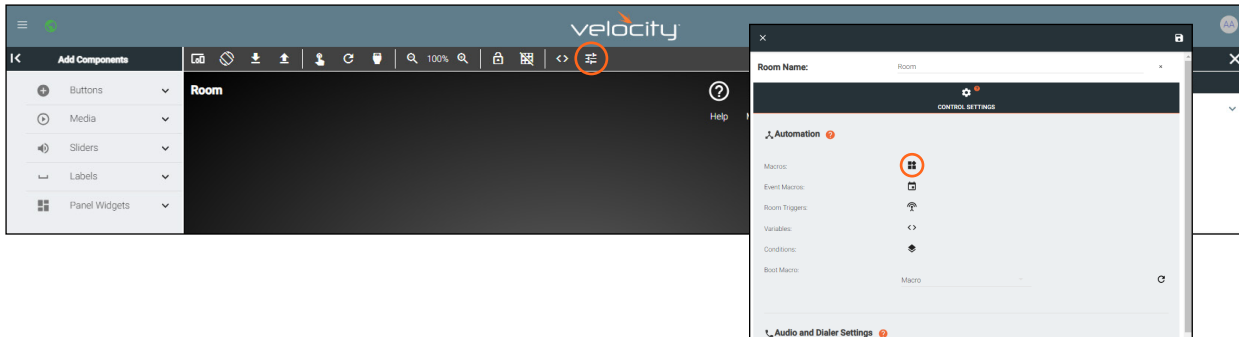 velocity
AA
Add Components
100%
Buttons
Media
Sliders
Labels
Panel Widgets
Room
Help
Room Name:
Room
CONTROL SETTINGS
Automation
Macros:
Event Macros:
Room Triggers:
Variables:
Conditions:
Boot Macro:
Macro
Audio and Dialer Settings